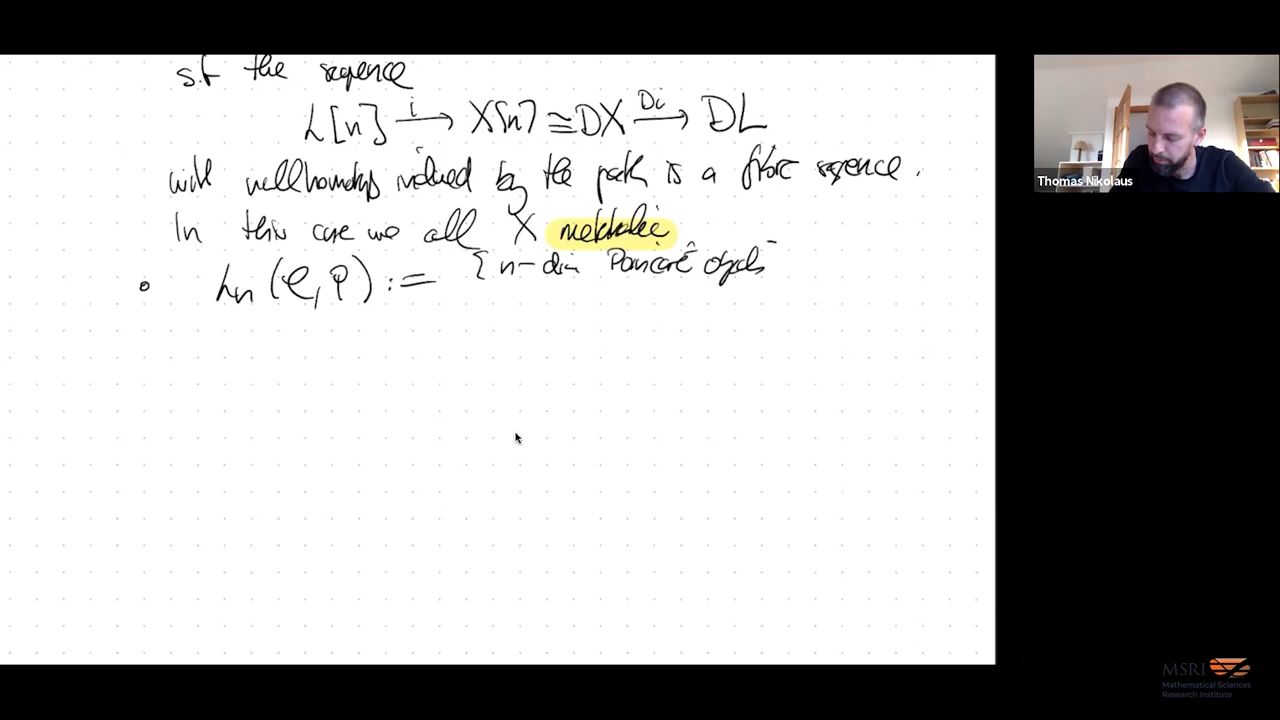 s.t the sequence
L[n] →^i X[n] ≅ DX →^{Di} DL
with nullhomotopy induced by the path is a fibre sequence.
In this case we call X metabolic
• Ln(C, Ϙ) := {n-dim Poincaré objects}
Thomas Nikolaus
MSRI
Mathematical Sciences
Research Institute